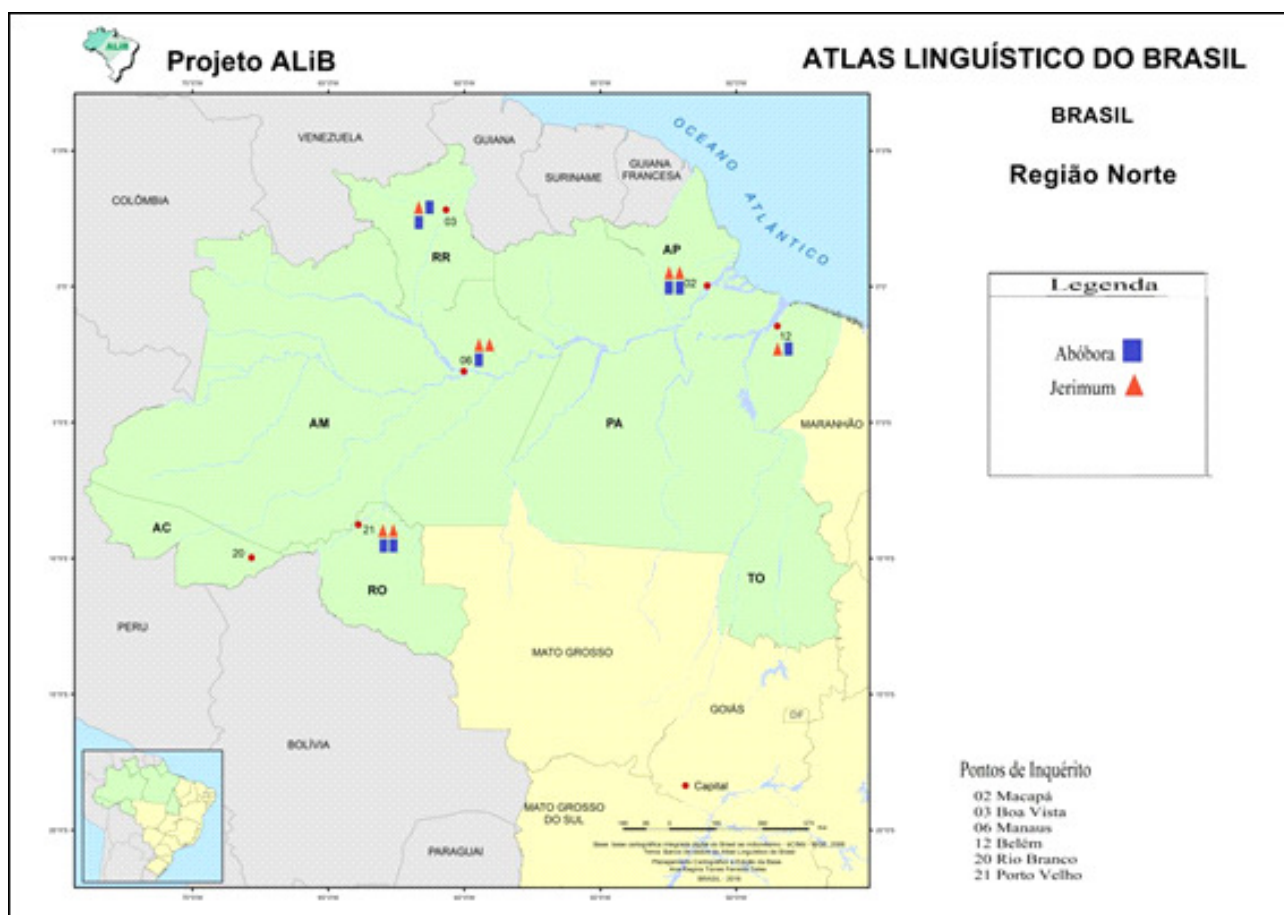 ALiB
Projeto ALiB
ATLAS LINGUÍSTICO DO BRASIL
BRASIL
Região Norte
VENEZUELA
GUIANA
SURINAME
GUIANA
FRANCESA
COLÔMBIA
OCEANO ATLÂNTICO
03
RR
AP
02
12
06
AM
PA
MARANHÃO
AC
20
21
RO
TO
PERU
MATO GROSSO
GOIÁS
DF
BOLÍVIA
Capital
MATO GROSSO
DO SUL
PARAGUAI
BRASIL - 2016
Legenda
Abóbora
Jerimum
Pontos de Inquérito
02 Macapá
03 Boa Vista
06 Manaus
12 Belém
20 Rio Branco
21 Porto Velho